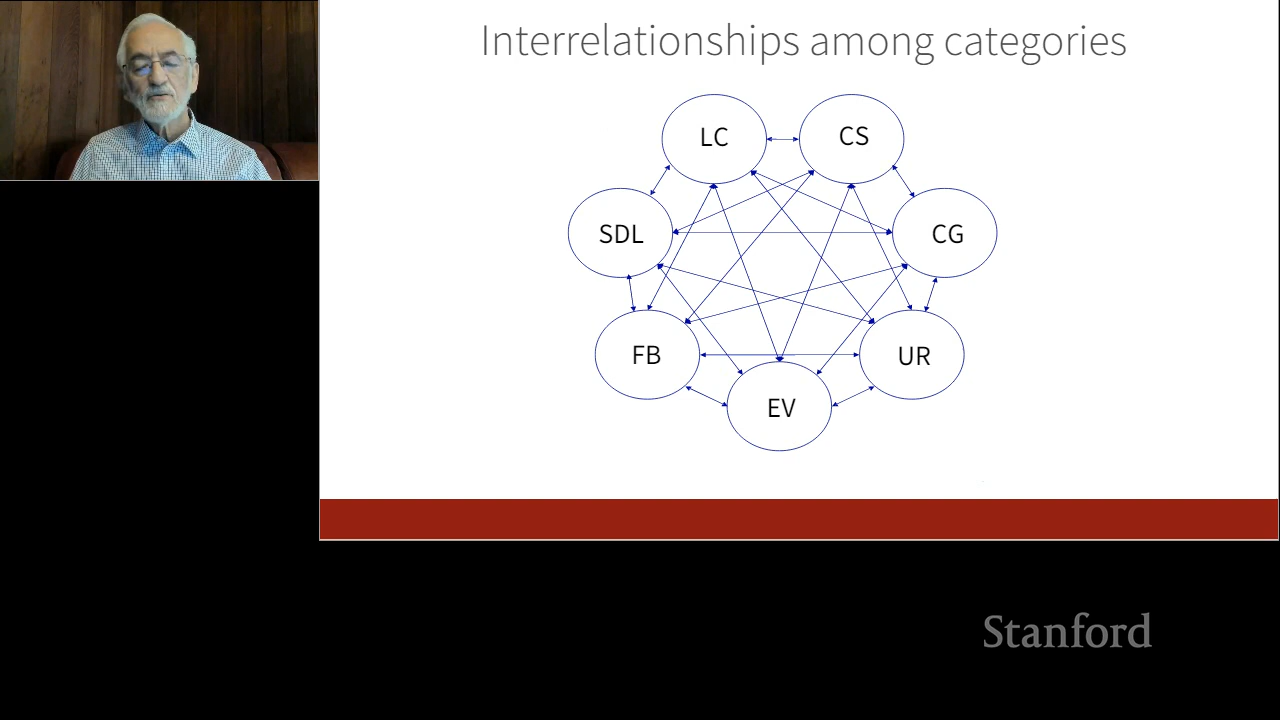 Interrelationships among categories
LC
CS
SDL
CG
FB
UR
EV
Stanford